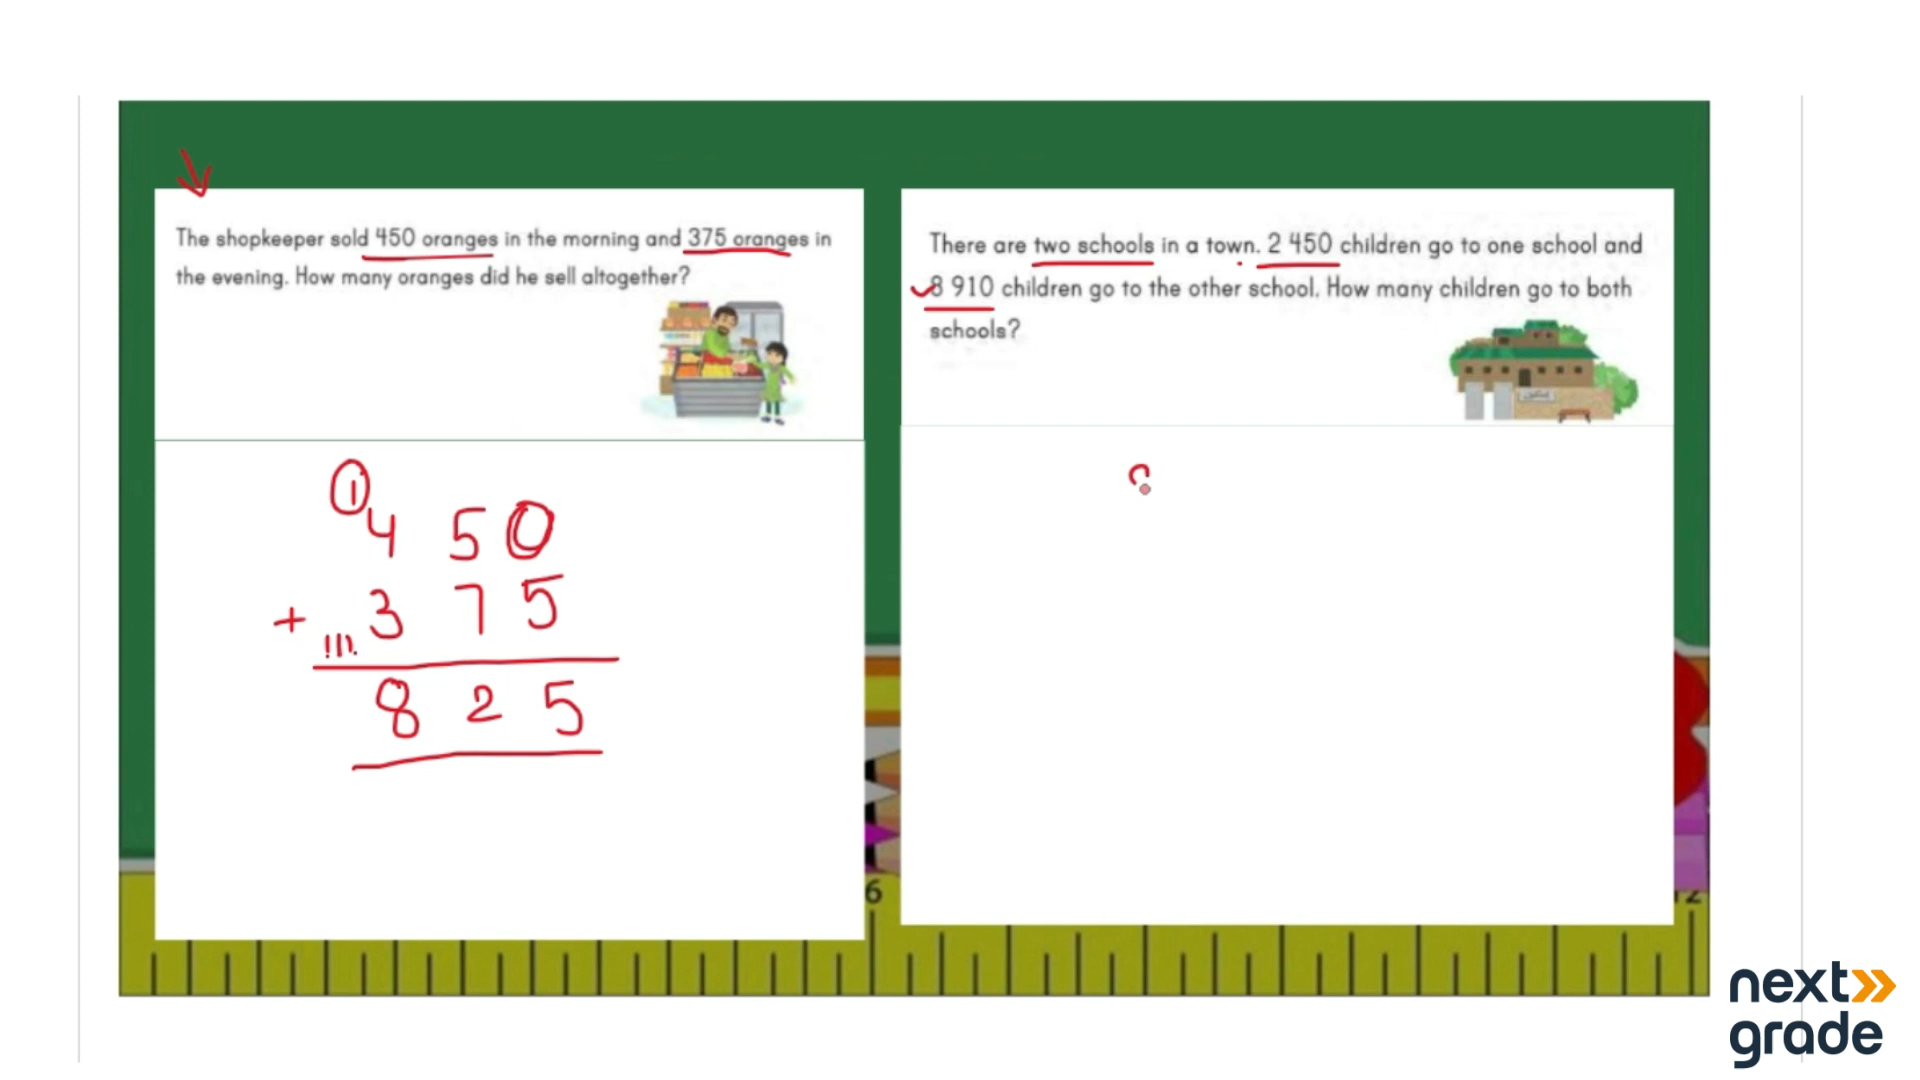 The shopkeeper sold 450 oranges in the morning and 375 oranges in
the evening. How many oranges did he sell altogether?
1
4 5 0
+ 3 7 5
8 2 5
There are two schools in a town. 2 450 children go to one school and
8 910 children go to the other school. How many children go to both
schools?
6
12
next
grade